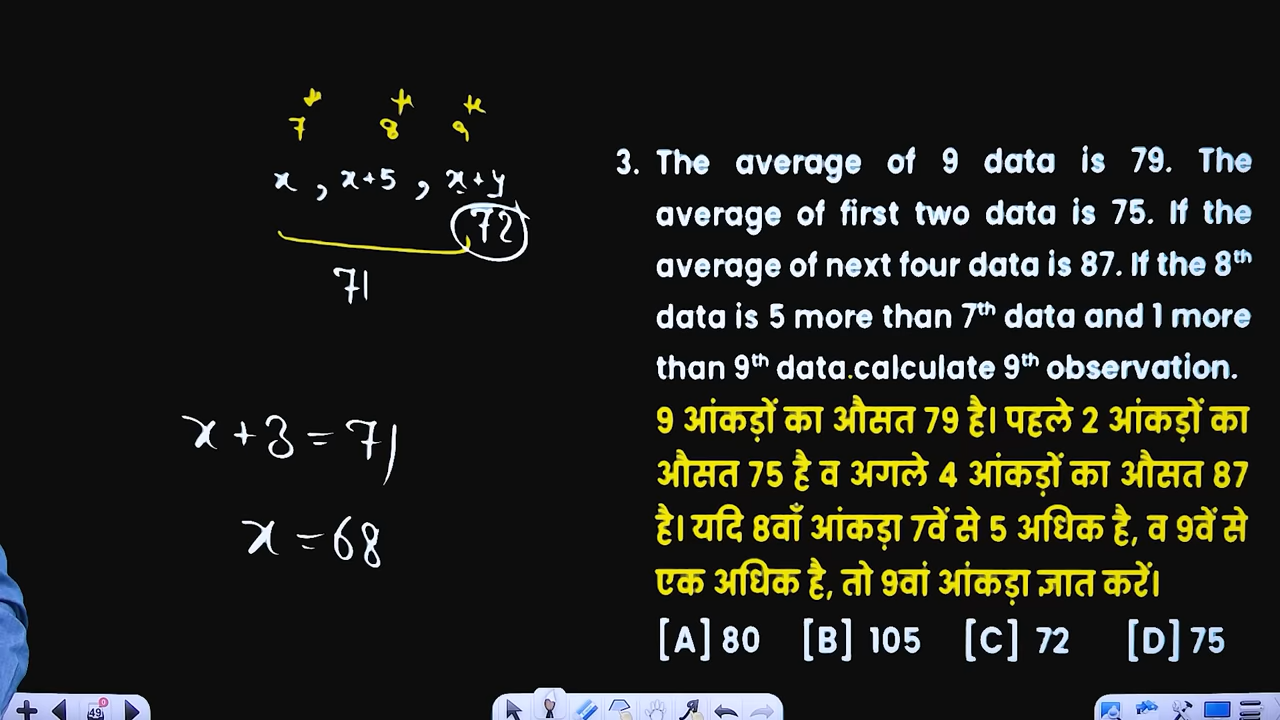 7 8 9
x , x+5 , x+4
72
71
x + 3 = 71
x = 68
3. The average of 9 data is 79. The
average of first two data is 75. If the
average of next four data is 87. If the 8th
data is 5 more than 7th data and 1 more
than 9th data.calculate 9th observation.
9 आंकड़ों का औसत 79 है। पहले 2 आंकड़ों का
औसत 75 है व अगले 4 आंकड़ों का औसत 87
है। यदि 8वाँ आंकड़ा 7वें से 5 अधिक है, व 9वें से
एक अधिक है, तो 9वां आंकड़ा ज्ञात करें।
[A] 80 [B] 105 [C] 72 [D] 75
49